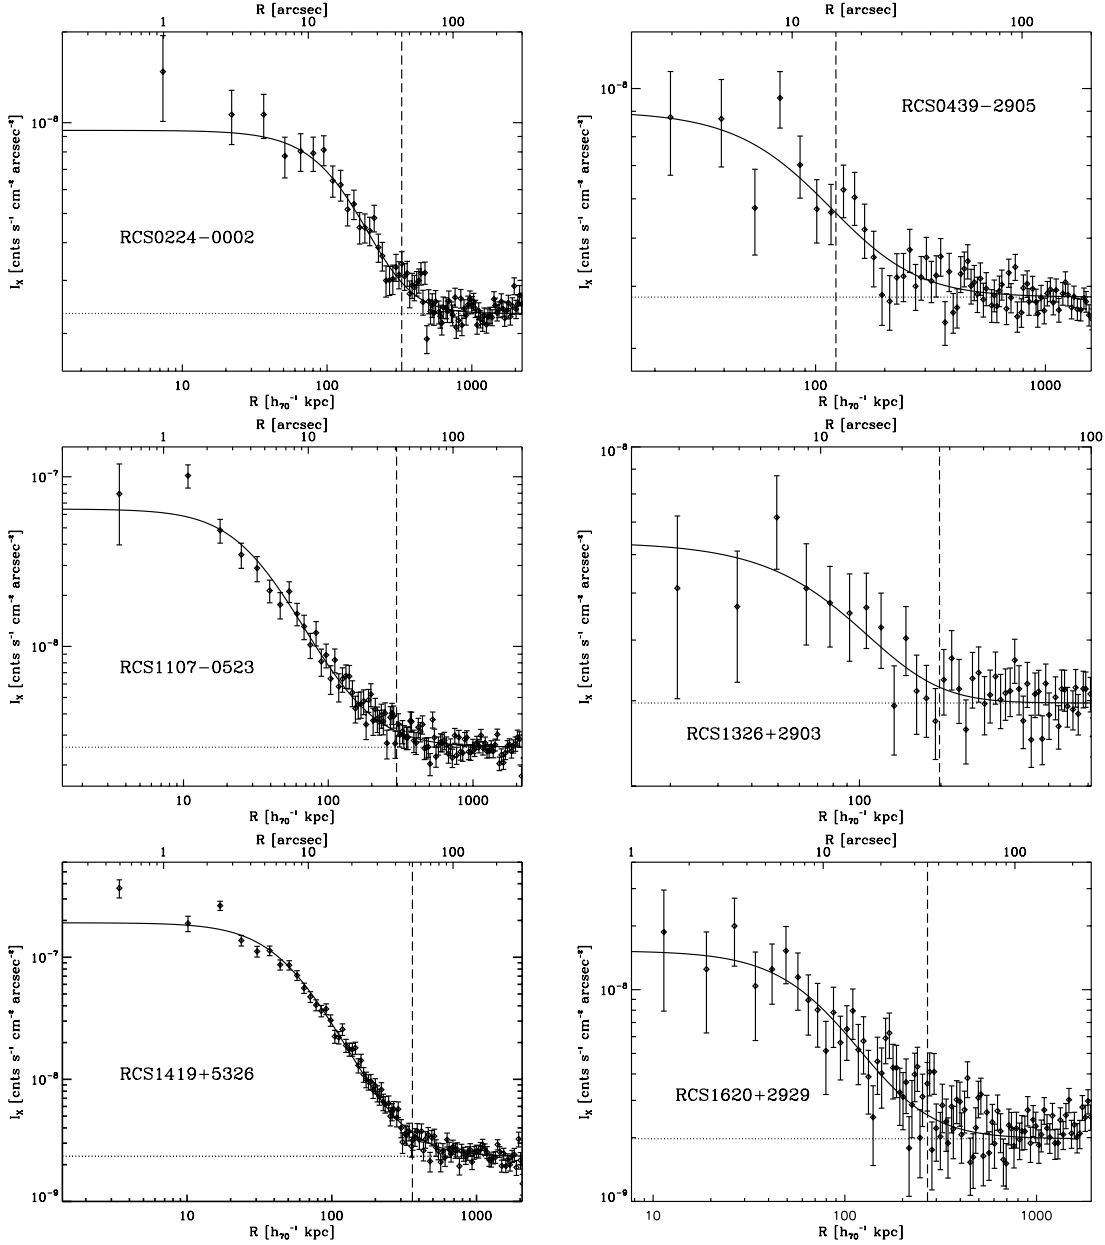 R [arcsec]
1 10 100
10⁻⁸
I_X [cnts s⁻¹ cm⁻² arcsec⁻²]
RCS0224−0002
10 100 1000
R [h₇₀⁻¹ kpc]
R [arcsec]
10 100
10⁻⁸
I_X [cnts s⁻¹ cm⁻² arcsec⁻²]
RCS0439−2905
100 1000
R [h₇₀⁻¹ kpc]
R [arcsec]
1 10 100
10⁻⁷
10⁻⁸
I_X [cnts s⁻¹ cm⁻² arcsec⁻²]
RCS1107−0523
10 100 1000
R [h₇₀⁻¹ kpc]
R [arcsec]
10 100
10⁻⁸
I_X [cnts s⁻¹ cm⁻² arcsec⁻²]
RCS1326+2903
100
R [h₇₀⁻¹ kpc]
R [arcsec]
1 10 100
10⁻⁷
10⁻⁸
10⁻⁹
I_X [cnts s⁻¹ cm⁻² arcsec⁻²]
RCS1419+5326
10 100 1000
R [h₇₀⁻¹ kpc]
R [arcsec]
1 10 100
10⁻⁸
10⁻⁹
I_X [cnts s⁻¹ cm⁻² arcsec⁻²]
RCS1620+2929
10 100 1000
R [h₇₀⁻¹ kpc]